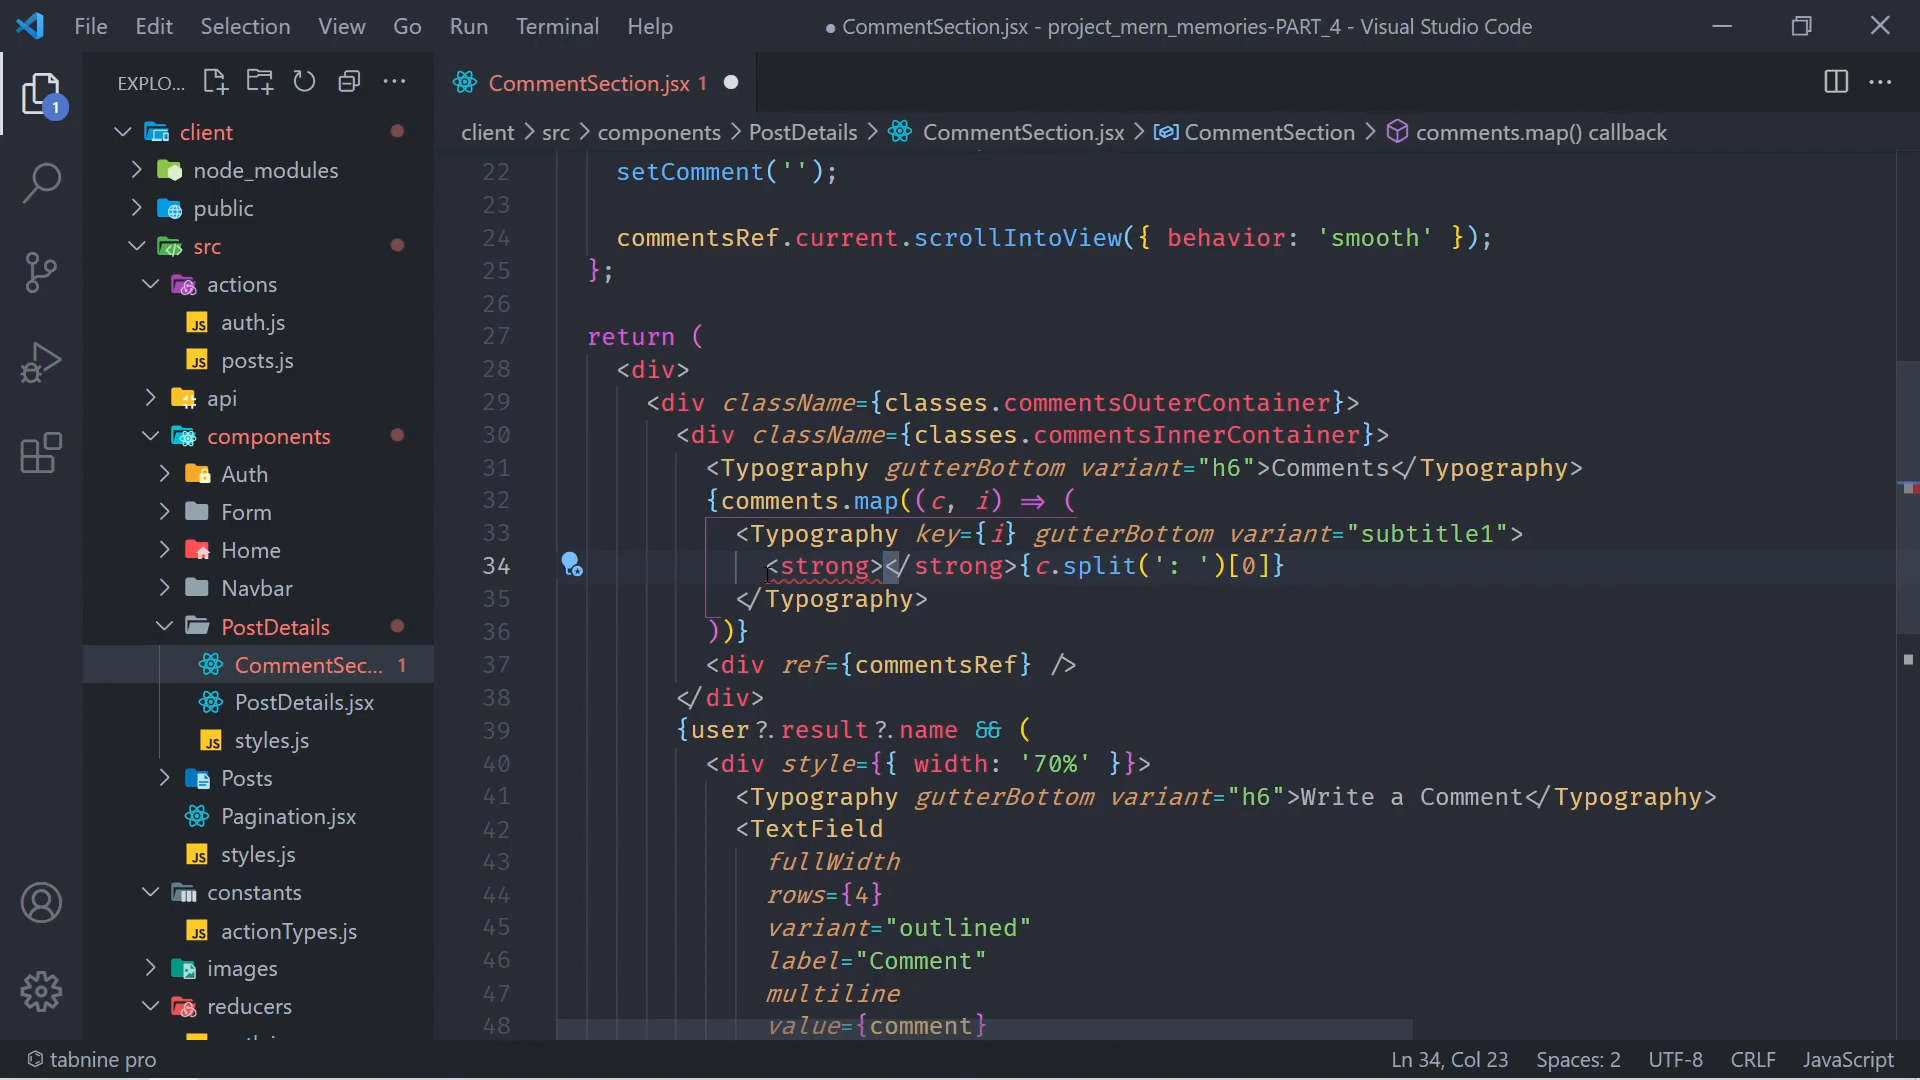 File Edit Selection View Go Run Terminal Help
● CommentSection.jsx - project_mern_memories-PART_4 - Visual Studio Code
EXPLO...
CommentSection.jsx 1
client > src > components > PostDetails > CommentSection.jsx > CommentSection > comments.map() callback
1
client
node_modules
public
src
actions
auth.js
posts.js
api
components
Auth
Form
Home
Navbar
PostDetails
CommentSec... 1
PostDetails.jsx
styles.js
Posts
Pagination.jsx
styles.js
constants
actionTypes.js
images
reducers
22 setComment('');
23
24 commentsRef.current.scrollIntoView({ behavior: 'smooth' });
25 };
26
27 return (
28 <div>
29 <div className={classes.commentsOuterContainer}>
30 <div className={classes.commentsInnerContainer}>
31 <Typography gutterBottom variant="h6">Comments</Typography>
32 {comments.map((c, i) => (
33 <Typography key={i} gutterBottom variant="subtitle1">
34 <strong></strong>{c.split(': ')[0]}
35 </Typography>
36 ))}
37 <div ref={commentsRef} />
38 </div>
39 {user?.result?.name && (
40 <div style={{ width: '70%' }}>
41 <Typography gutterBottom variant="h6">Write a Comment</Typography>
42 <TextField
43 fullWidth
44 rows={4}
45 variant="outlined"
46 label="Comment"
47 multiline
48 value={comment}
tabnine pro
Ln 34, Col 23 Spaces: 2 UTF-8 CRLF JavaScript